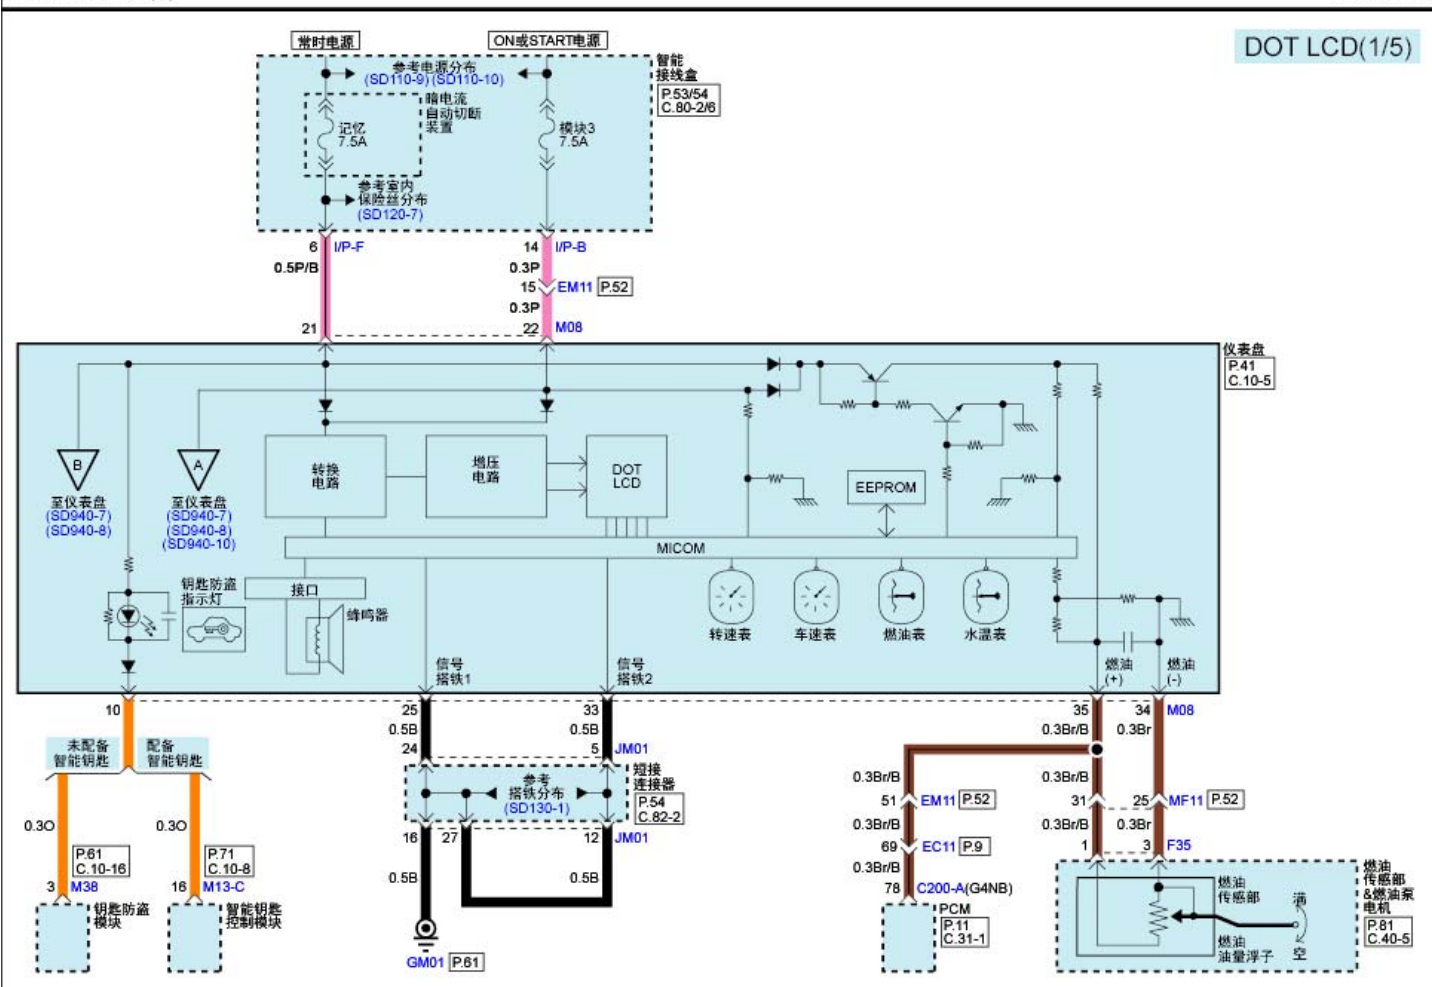 DOT LCD(1/5)
常时电源
ON或START电源
参考电源分布
(SD110-9)(SD110-10)
智能
接线盒
P.53/54
C.80-2/6
暗电流
自动切断
装置
记忆
7.5A
模块3
7.5A
参考室内
保险丝分布
(SD120-7)
6 I/P-F
14 I/P-B
0.5P/B
0.3P
15 EM11 P.52
0.3P
21
22 M08
仪表盘
P.41
C.10-5
B
至仪表盘
(SD940-7)
(SD940-8)
A
至仪表盘
(SD940-7)
(SD940-8)
(SD940-10)
转换
电路
增压
电路
DOT
LCD
EEPROM
MICOM
钥匙防盗
指示灯
接口
蜂鸣器
转速表
车速表
燃油表
水温表
信号
搭铁1
信号
搭铁2
燃油
(+)
燃油
(-)
10
25
33
35
34 M08
未配备
智能钥匙
配备
智能钥匙
0.5B
0.5B
0.3Br/B
0.3Br
24
5 JM01
参考
搭铁分布
(SD130-1)
短接
连接器
P.54
C.82-2
16
27
12 JM01
0.5B
0.5B
GM01 P.61
0.3O
0.3O
P.61
C.10-16
P.71
C.10-8
3 M38
16 M13-C
钥匙防盗
模块
智能钥匙
控制模块
0.3Br/B
0.3Br/B
51 EM11 P.52
31
25 MF11 P.52
0.3Br/B
0.3Br/B
0.3Br
69 EC11 P.9
1
3 F35
0.3Br/B
78 C200-A(G4NB)
PCM
P.11
C.31-1
燃油
传感部
燃油
油量浮子
满
空
燃油
传感部
&燃油泵
电机
P.81
C.40-5